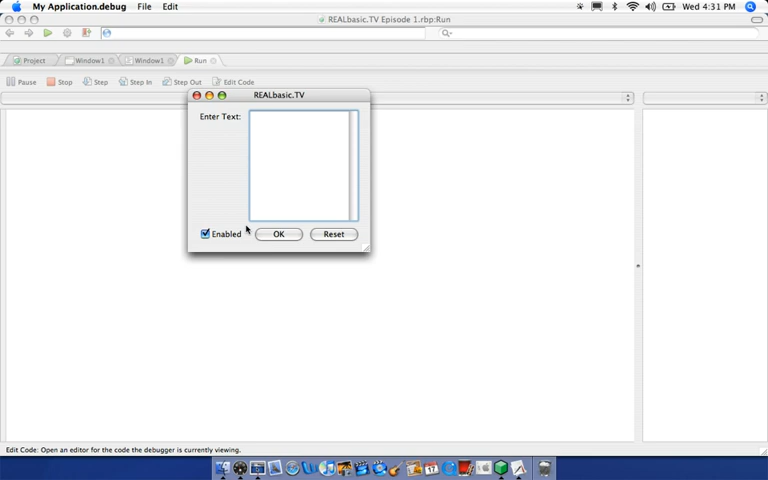 My Application.debug File Edit Wed 4:31 PM
REALbasic.TV Episode 1.rbp:Run
Project Window1 Window1 Run
Pause Stop Step Step In Step Out Edit Code
REALbasic.TV
Enter Text:
Enabled OK Reset
Edit Code: Open an editor for the code the debugger is currently viewing.
17